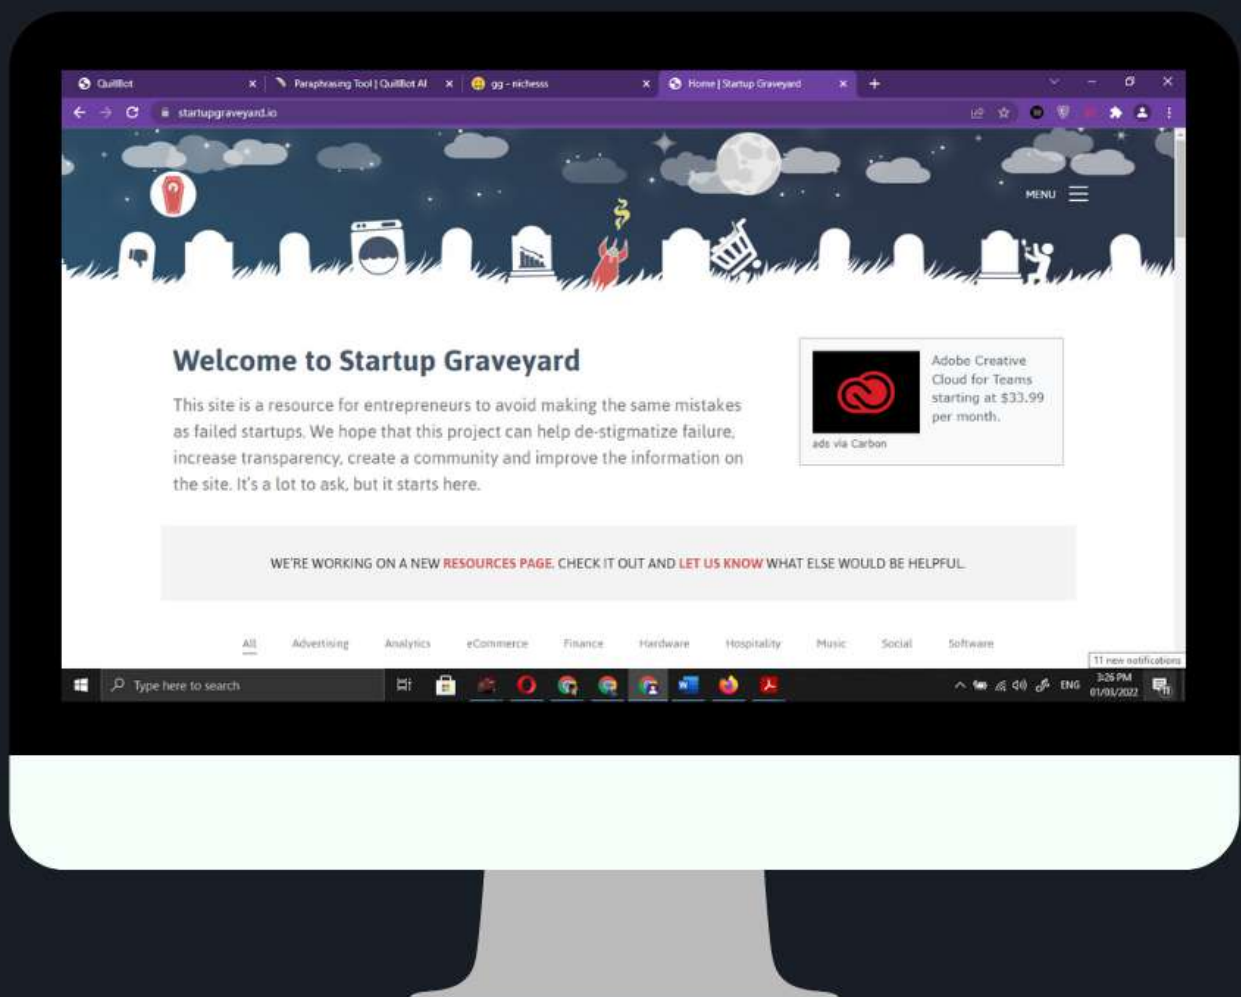 QuillBot
Paraphrasing Tool | QuillBot AI
gg - nichesss
Home | Startup Graveyard
startupgraveyard.io
MENU
Welcome to Startup Graveyard
This site is a resource for entrepreneurs to avoid making the same mistakes
as failed startups. We hope that this project can help de-stigmatize failure,
increase transparency, create a community and improve the information on
the site. It's a lot to ask, but it starts here.
Adobe Creative
Cloud for Teams
starting at $33.99
per month.
ads via Carbon
WE'RE WORKING ON A NEW RESOURCES PAGE. CHECK IT OUT AND LET US KNOW WHAT ELSE WOULD BE HELPFUL.
All Advertising Analytics eCommerce Finance Hardware Hospitality Music Social Software
11 new notifications
Type here to search
ENG
3:26 PM
01/03/2022